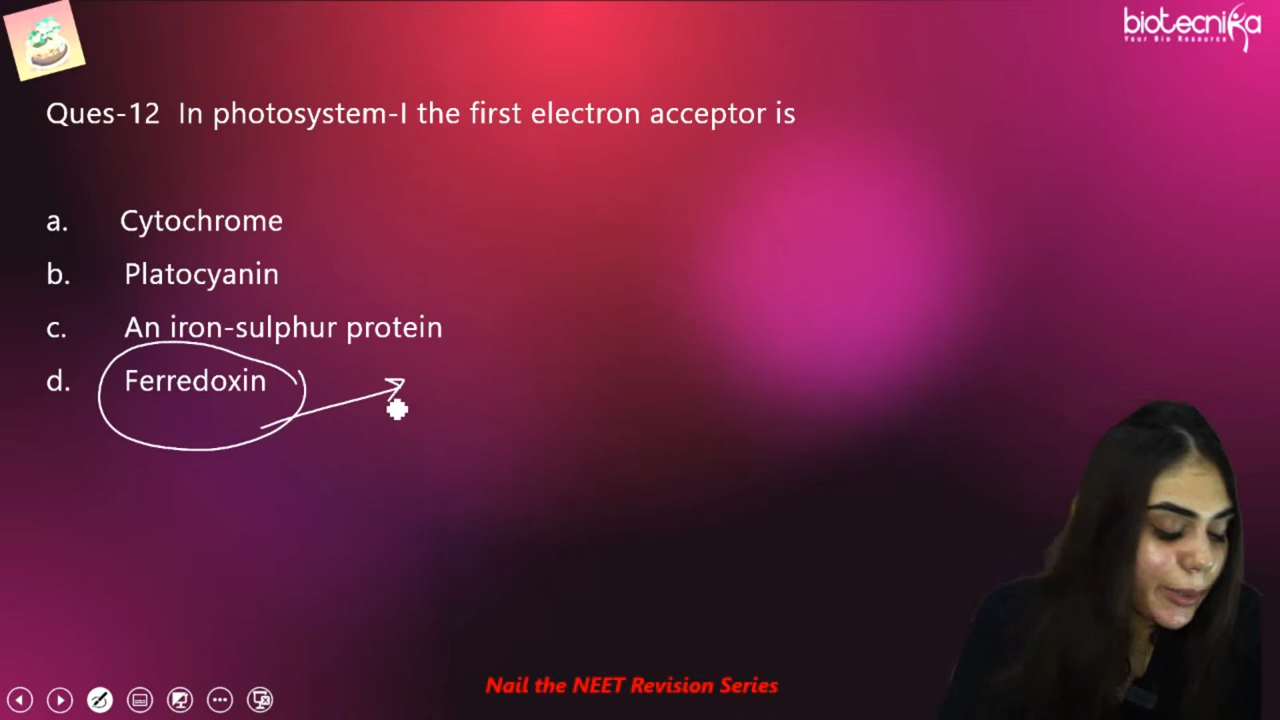 biotecnika
Your Bio Resource
Ques-12 In photosystem-I the first electron acceptor is
a. Cytochrome
b. Platocyanin
c. An iron-sulphur protein
d. Ferredoxin
Nail the NEET Revision Series